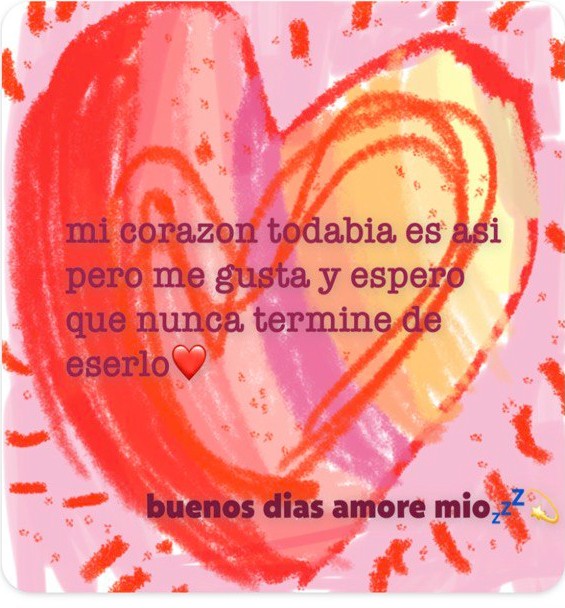 mi corazon todabia es asi
pero me gusta y espero
que nunca termine de
eserlo❤️
buenos dias amore mio💤💫